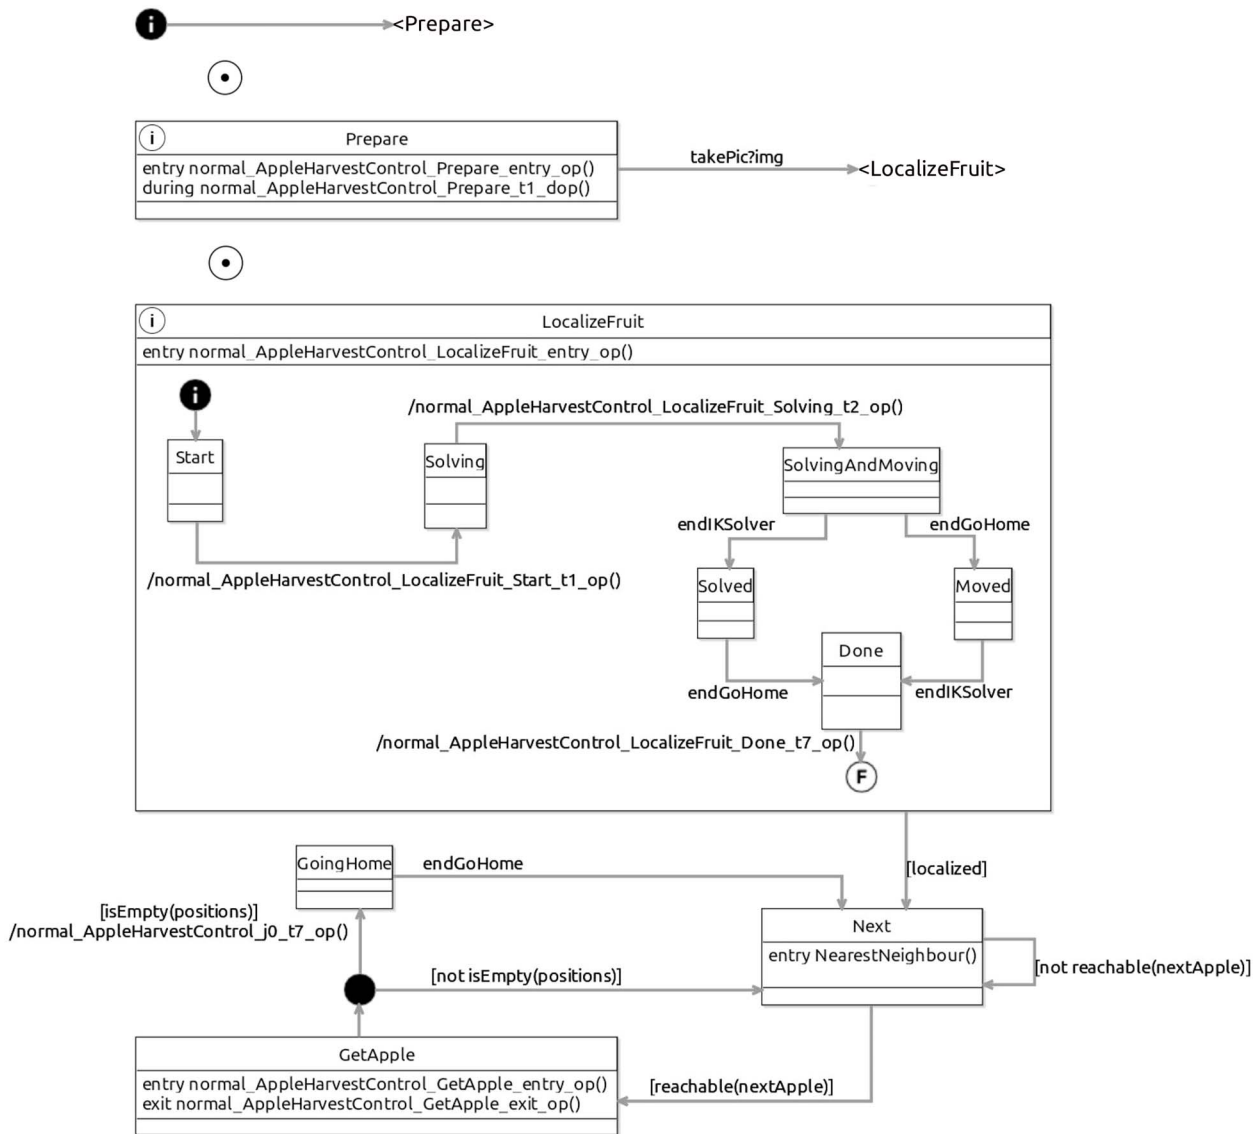 i
<Prepare>
i
Prepare
entry normal_AppleHarvestControl_Prepare_entry_op()
during normal_AppleHarvestControl_Prepare_t1_dop()
takePic?img
<LocalizeFruit>
i
LocalizeFruit
entry normal_AppleHarvestControl_LocalizeFruit_entry_op()
i
/normal_AppleHarvestControl_LocalizeFruit_Solving_t2_op()
Start
Solving
SolvingAndMoving
endIKSolver
endGoHome
/normal_AppleHarvestControl_LocalizeFruit_Start_t1_op()
Solved
Moved
Done
endGoHome
endIKSolver
/normal_AppleHarvestControl_LocalizeFruit_Done_t7_op()
F
GoingHome
endGoHome
[localized]
[isEmpty(positions)]
/normal_AppleHarvestControl_j0_t7_op()
Next
entry NearestNeighbour()
[not reachable(nextApple)]
[not isEmpty(positions)]
GetApple
entry normal_AppleHarvestControl_GetApple_entry_op()
exit normal_AppleHarvestControl_GetApple_exit_op()
[reachable(nextApple)]